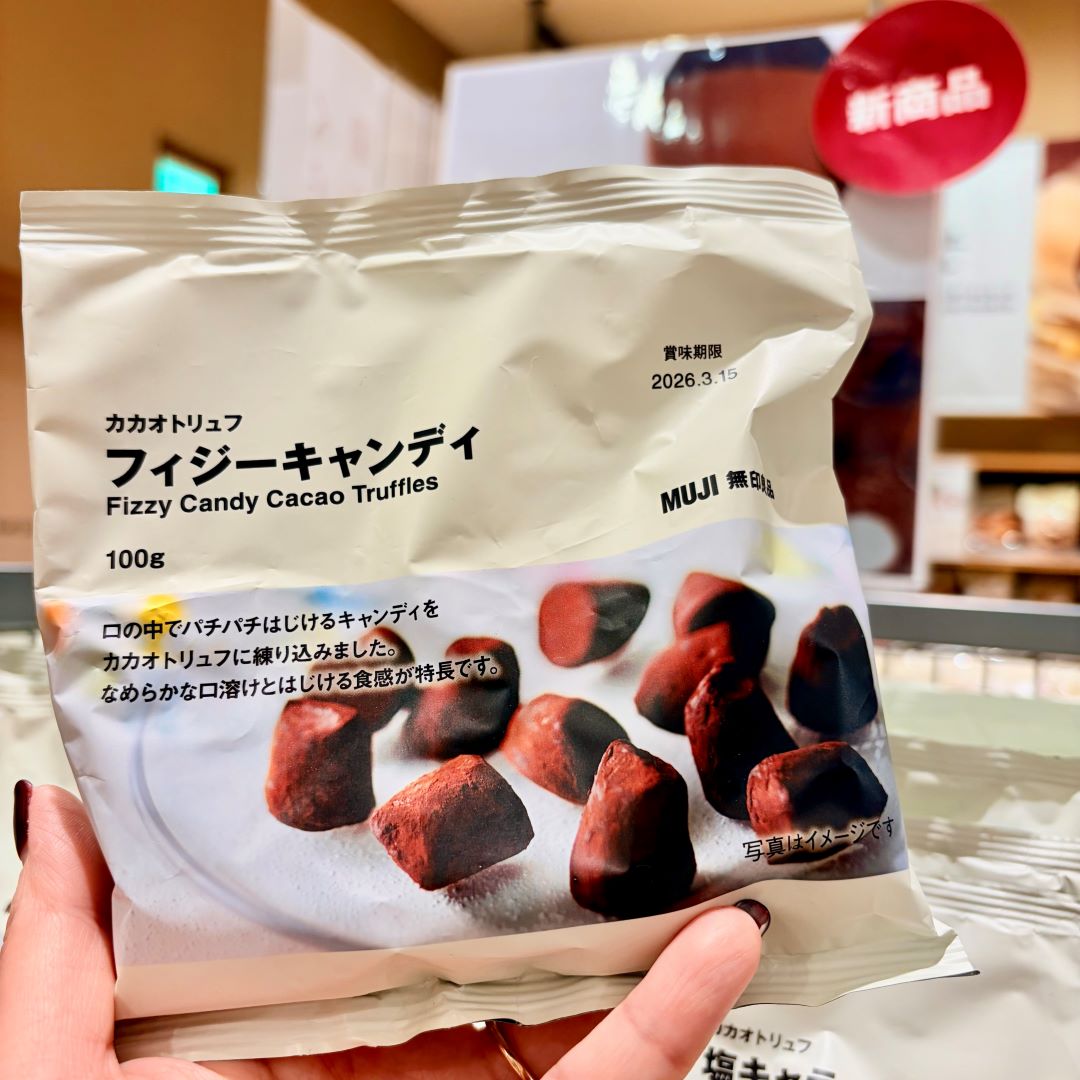 新商品
賞味期限
2026.3.15
カカオトリュフ
フィジーキャンディ
Fizzy Candy Cacao Truffles
MUJI 無印良品
100g
口の中でパチパチはじけるキャンディを
カカオトリュフに練り込みました。
なめらかな口溶けとはじける食感が特長です。
写真はイメージです
カカオトリュフ
塩キャラ